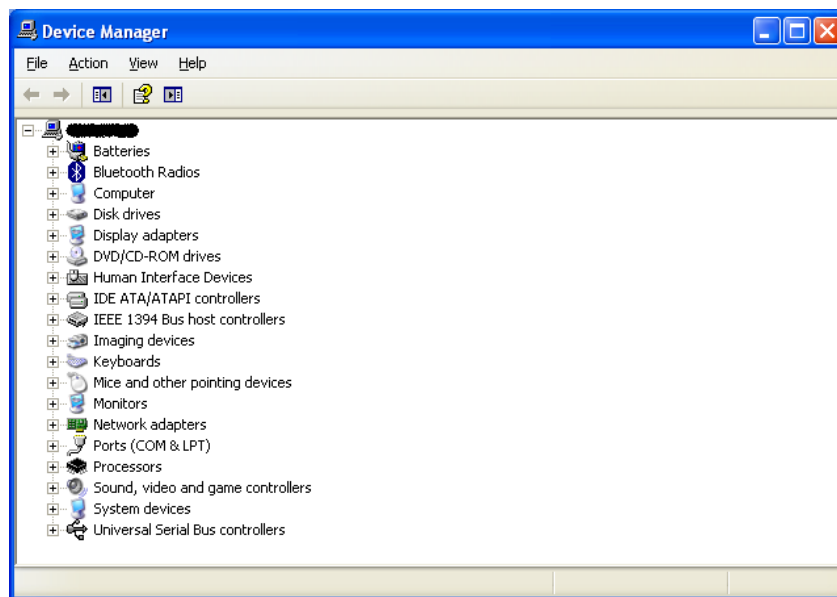 Device Manager
File Action View Help
Batteries
Bluetooth Radios
Computer
Disk drives
Display adapters
DVD/CD-ROM drives
Human Interface Devices
IDE ATA/ATAPI controllers
IEEE 1394 Bus host controllers
Imaging devices
Keyboards
Mice and other pointing devices
Monitors
Network adapters
Ports (COM & LPT)
Processors
Sound, video and game controllers
System devices
Universal Serial Bus controllers